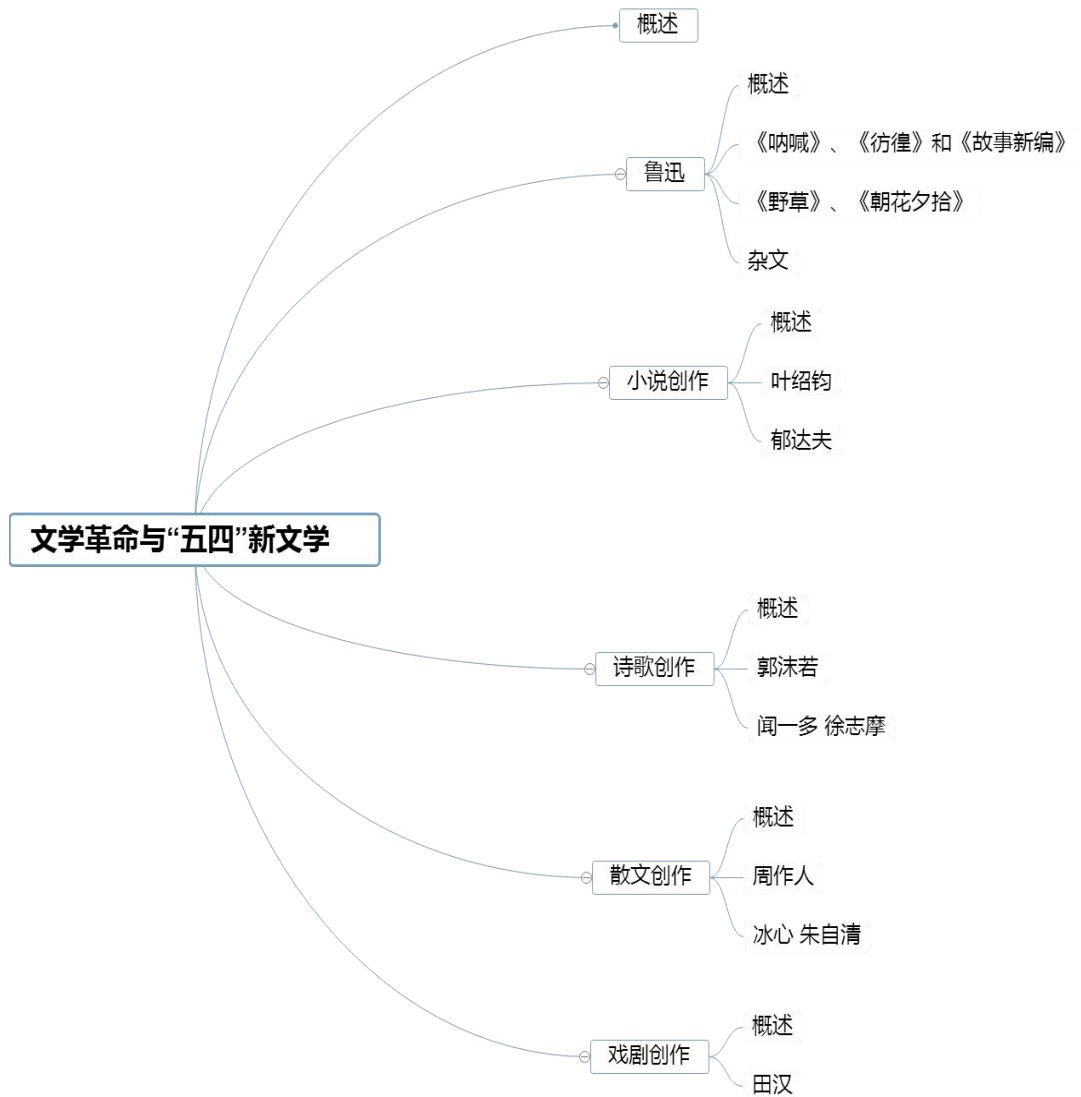 概述
概述
《呐喊》、《彷徨》和《故事新编》
鲁迅
《野草》、《朝花夕拾》
杂文
概述
小说创作
叶绍钧
郁达夫
文学革命与“五四”新文学
概述
诗歌创作
郭沫若
闻一多 徐志摩
概述
散文创作
周作人
冰心 朱自清
概述
戏剧创作
田汉